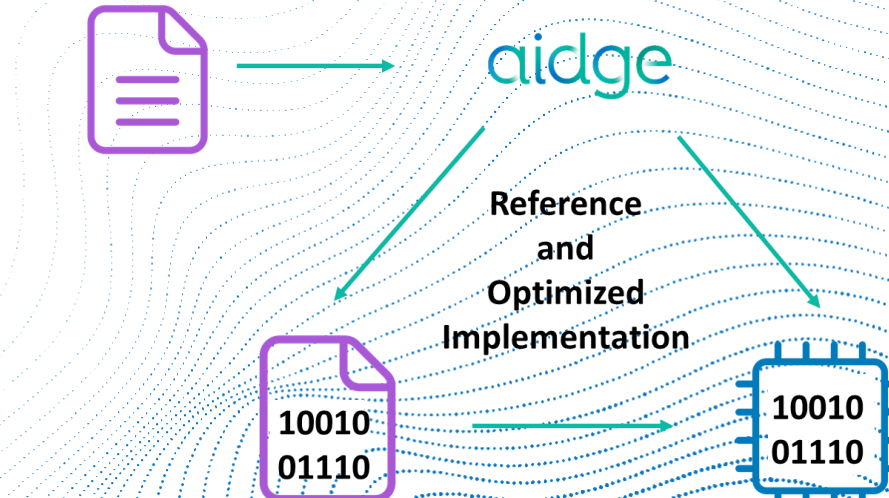 aidge
Reference
and
Optimized
Implementation
10010
01110
10010
01110